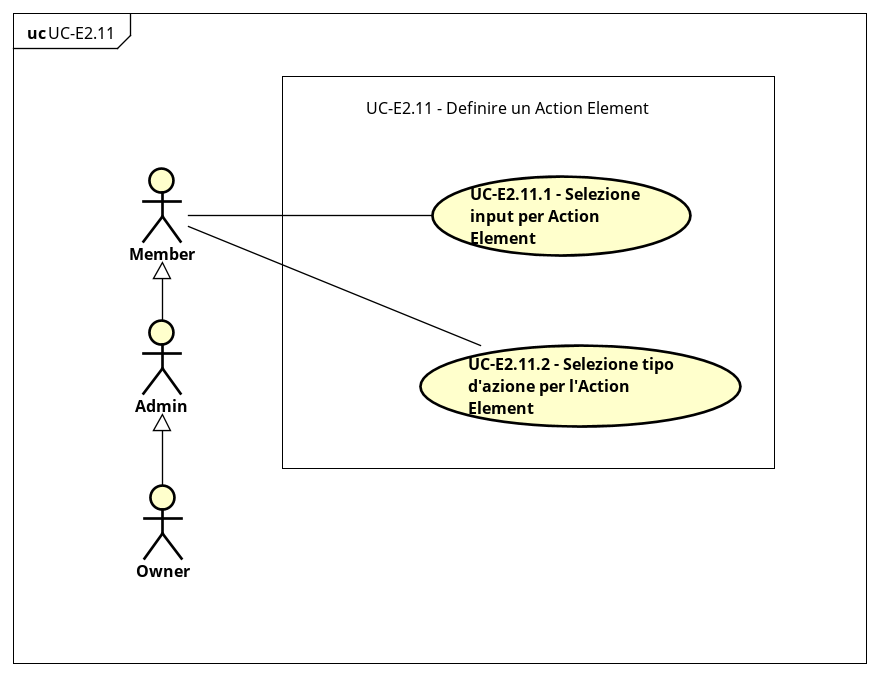 uc UC-E2.11
UC-E2.11 - Definire un Action Element
UC-E2.11.1 - Selezione
input per Action
Element
Member
UC-E2.11.2 - Selezione tipo
d'azione per l'Action
Element
Admin
Owner